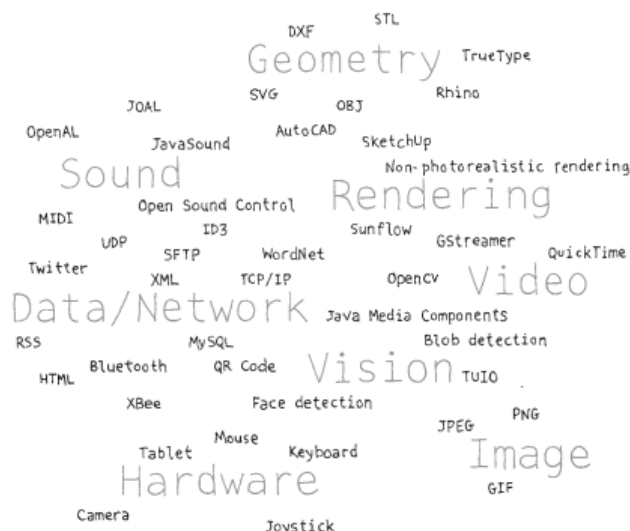 STL
DXF
Geometry
TrueType
SVG
Rhino
JOAL
OBJ
OpenAL
AutoCAD
JavaSound
SketchUp
Sound
Non-photorealistic rendering
Rendering
Open Sound Control
MIDI
ID3
Sunflow
UDP
GStreamer
SFTP
WordNet
QuickTime
Twitter
XML
TCP/IP
OpenCV
Video
Data/Network
Java Media Components
RSS
MySQL
Blob detection
Bluetooth
QR Code
Vision
HTML
TUIO
XBee
Face detection
PNG
JPEG
Mouse
Tablet
Keyboard
Image
Hardware
GIF
Camera
Joystick